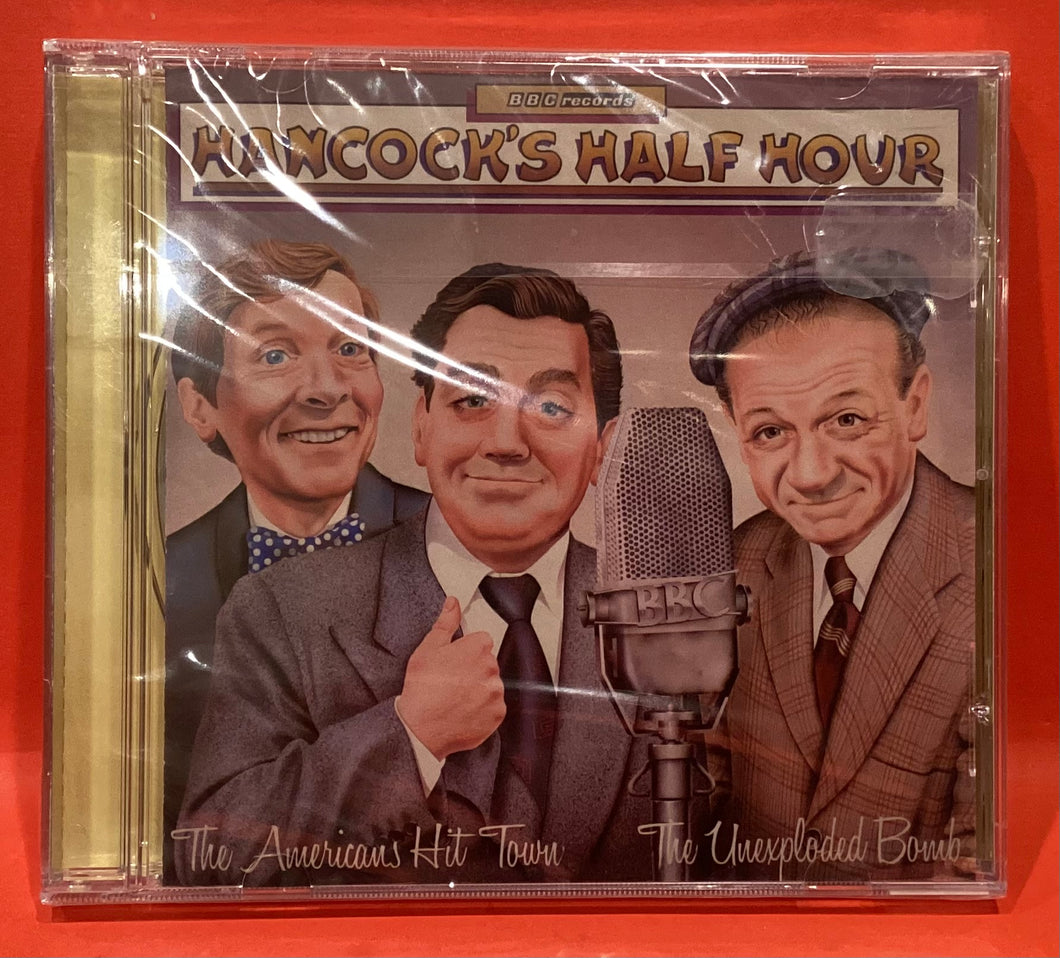 BBC records
HANCOCK'S HALF HOUR
BBC
The Americans Hit Town
The Unexploded Bomb